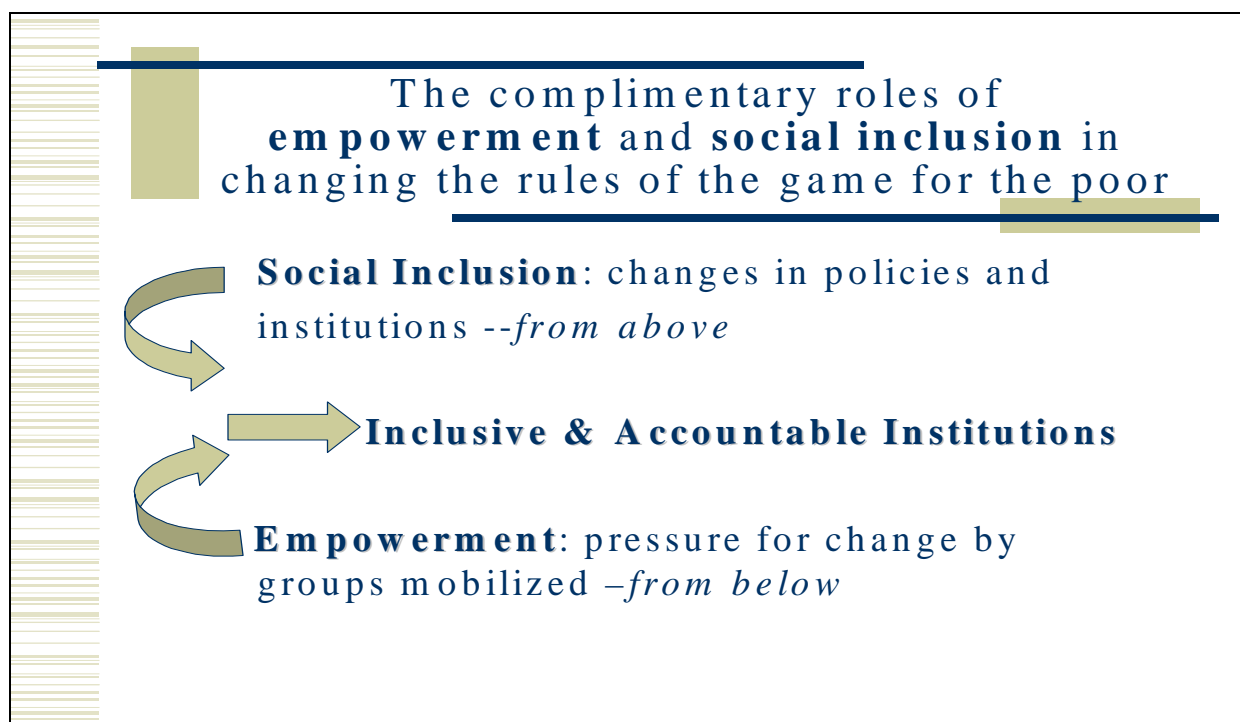 The complimentary roles of
empowerment and social inclusion in
changing the rules of the game for the poor
Social Inclusion: changes in policies and
institutions --from above
Inclusive & Accountable Institutions
Empowerment: pressure for change by
groups mobilized –from below